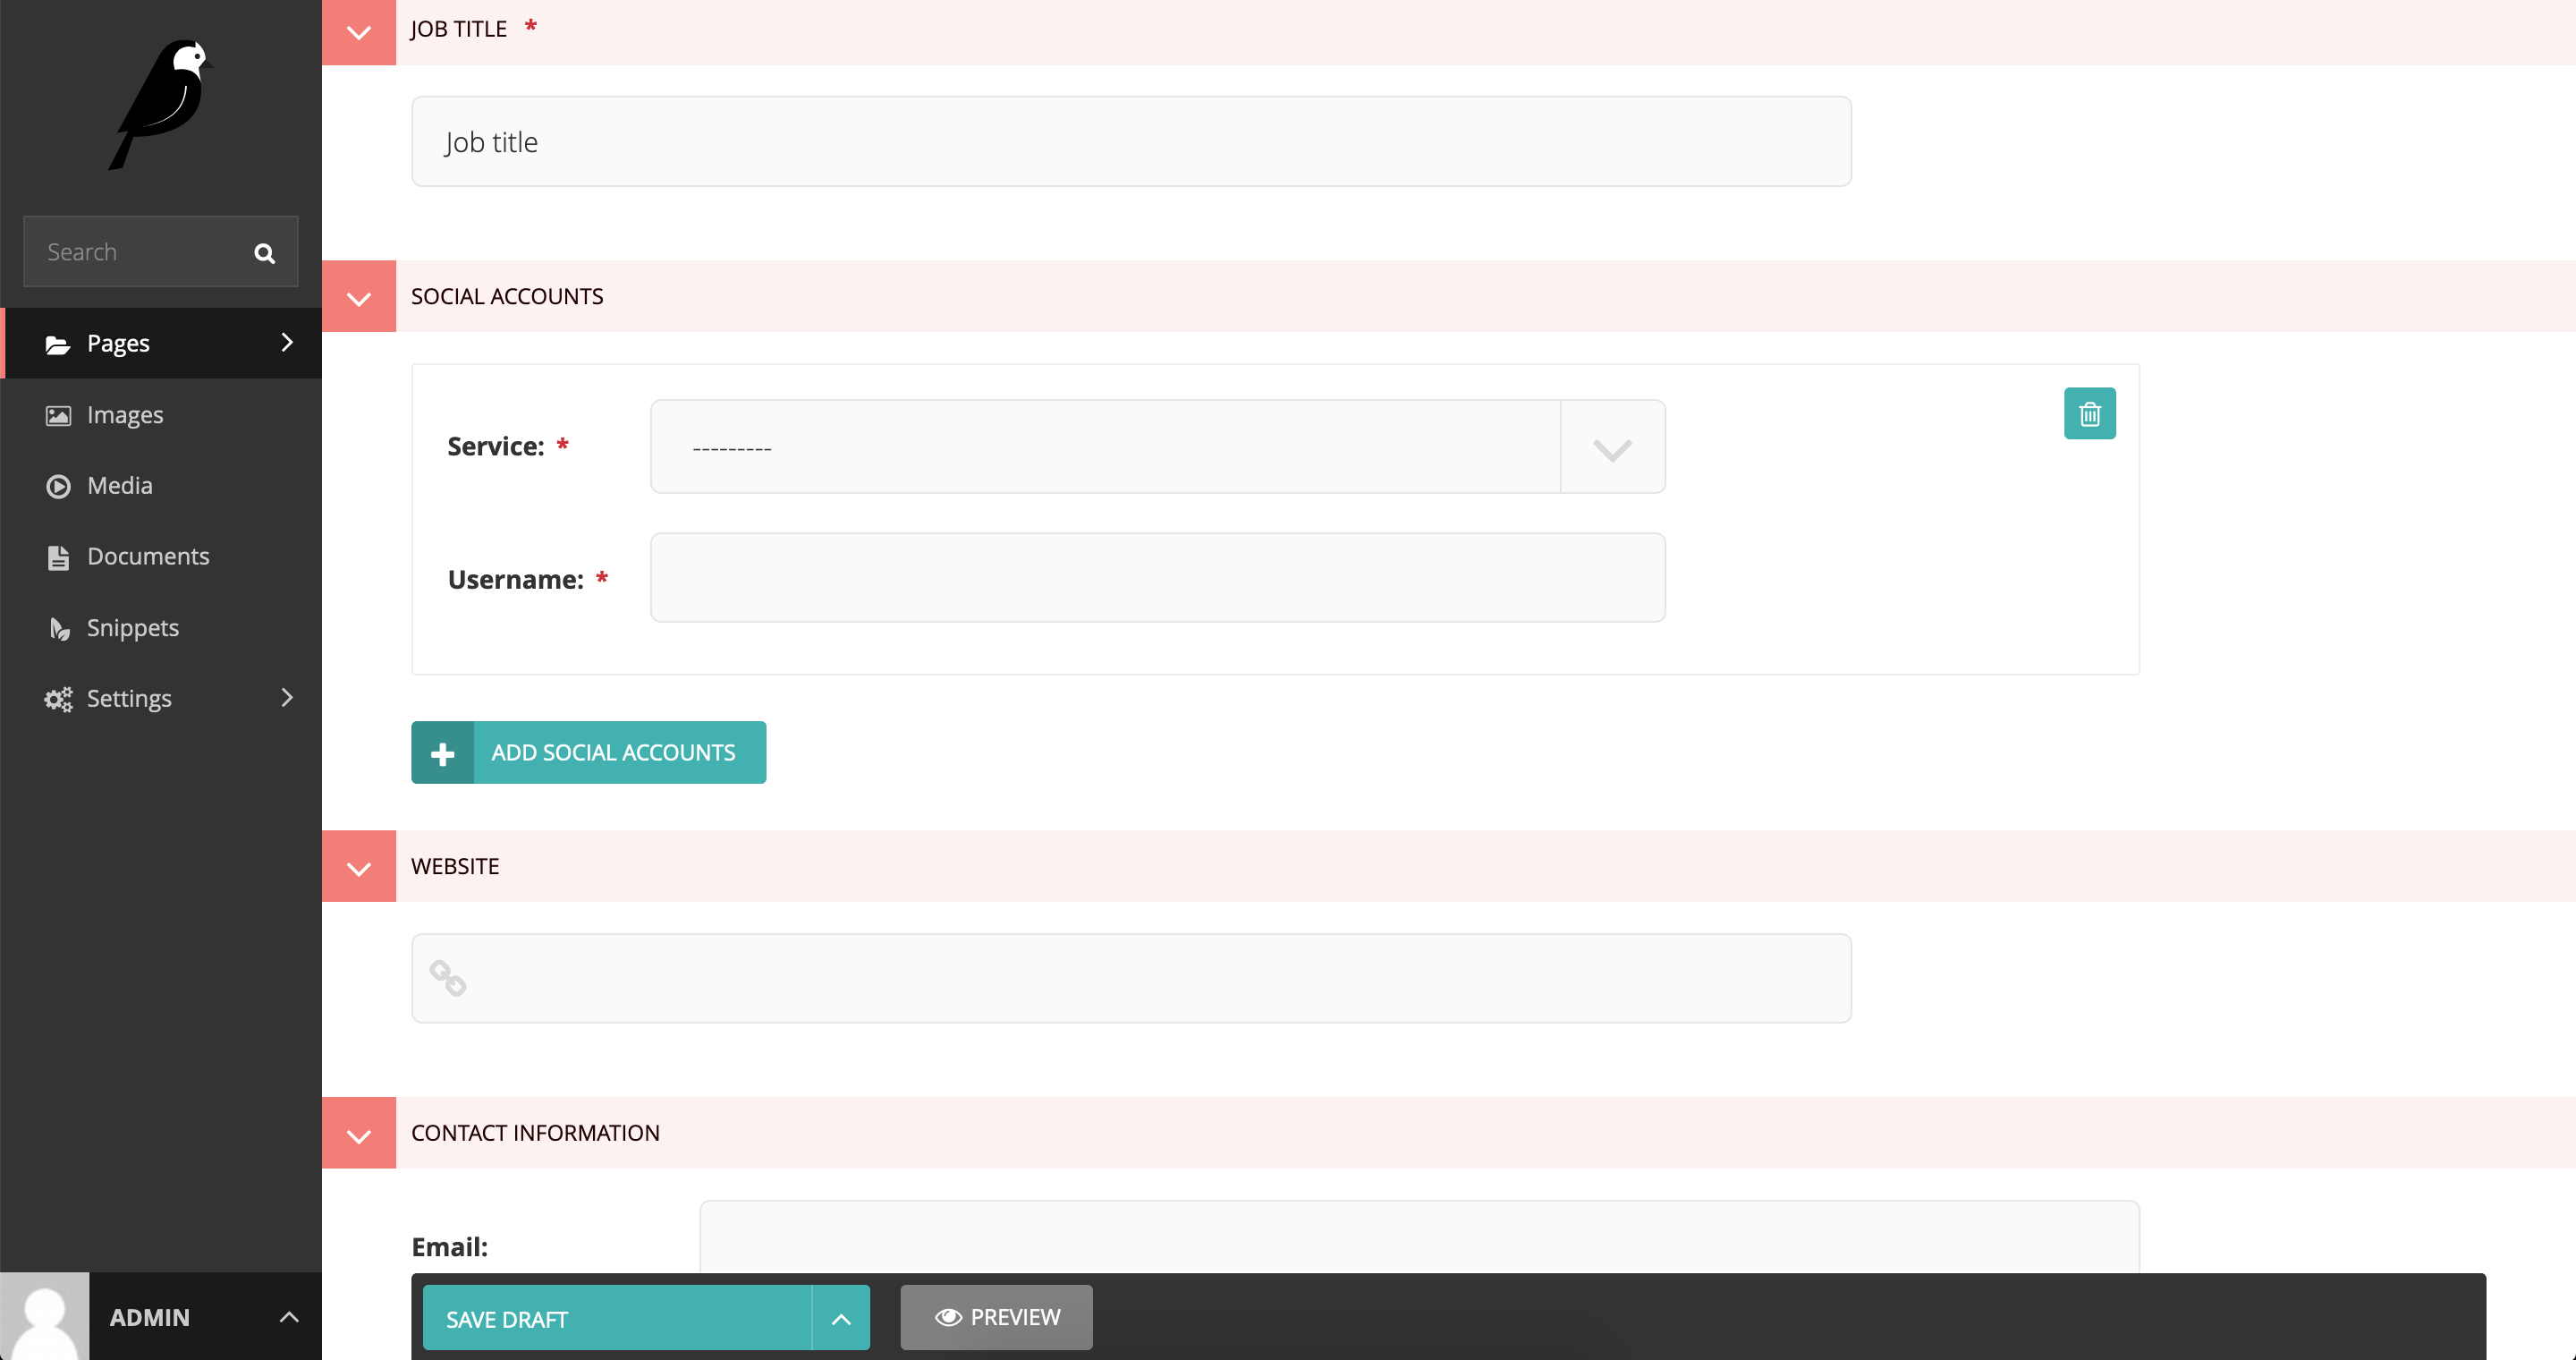 Search
Pages
Images
Media
Documents
Snippets
Settings
ADMIN
JOB TITLE *
Job title
SOCIAL ACCOUNTS
Service: *
---------
Username: *
ADD SOCIAL ACCOUNTS
WEBSITE
CONTACT INFORMATION
Email:
SAVE DRAFT
PREVIEW